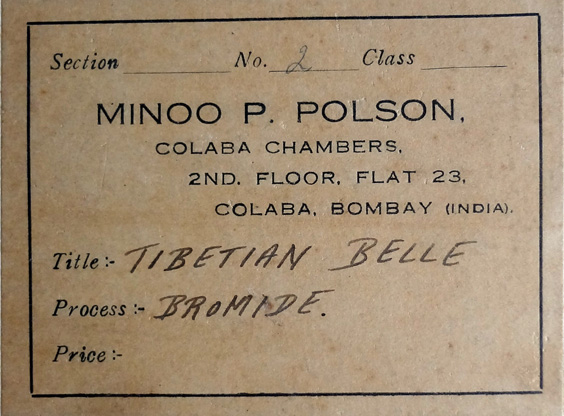 Section No. 2 Class
MINOO P. POLSON,
COLABA CHAMBERS,
2ND. FLOOR, FLAT 23,
COLABA, BOMBAY (INDIA).
Title :- TIBETIAN BELLE
Process :- BROMIDE.
Price :-